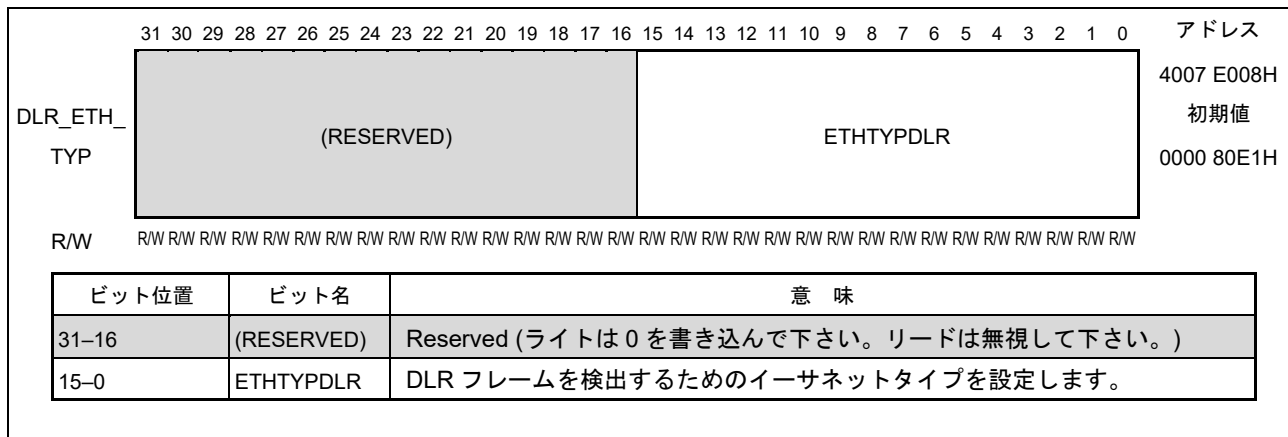 31 30 29 28 27 26 25 24 23 22 21 20 19 18 17 16 15 14 13 12 11 10 9 8 7 6 5 4 3 2 1 0 アドレス
4007 E008H
DLR_ETH_
TYP
(RESERVED) ETHTYPDLR
初期値
0000 80E1H
R/W R/W R/W R/W R/W R/W R/W R/W R/W R/W R/W R/W R/W R/W R/W R/W R/W R/W R/W R/W R/W R/W R/W R/W R/W R/W R/W R/W R/W R/W R/W R/W R/W
ビット位置 ビット名 意 味
31–16 (RESERVED) Reserved (ライトは 0 を書き込んで下さい。リードは無視して下さい。)
15–0 ETHTYPDLR DLR フレームを検出するためのイーサネットタイプを設定します。